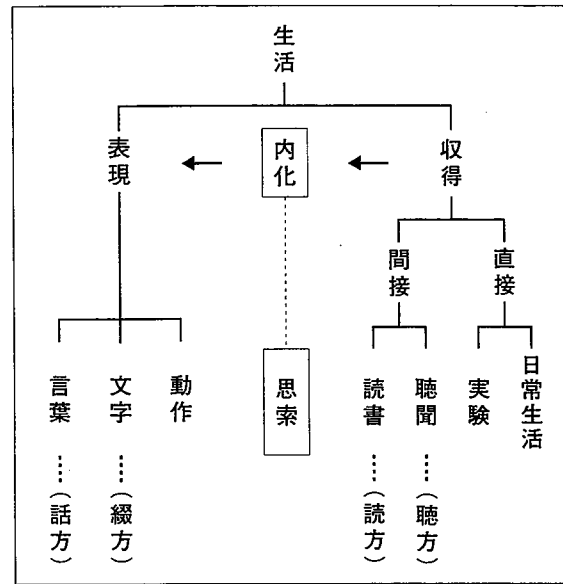 生活
収得
内化
表現
直接
間接
日常生活
実験
聴聞……(聴方)
読書……(読方)
思索
動作
文字……(綴方)
言葉……(話方)